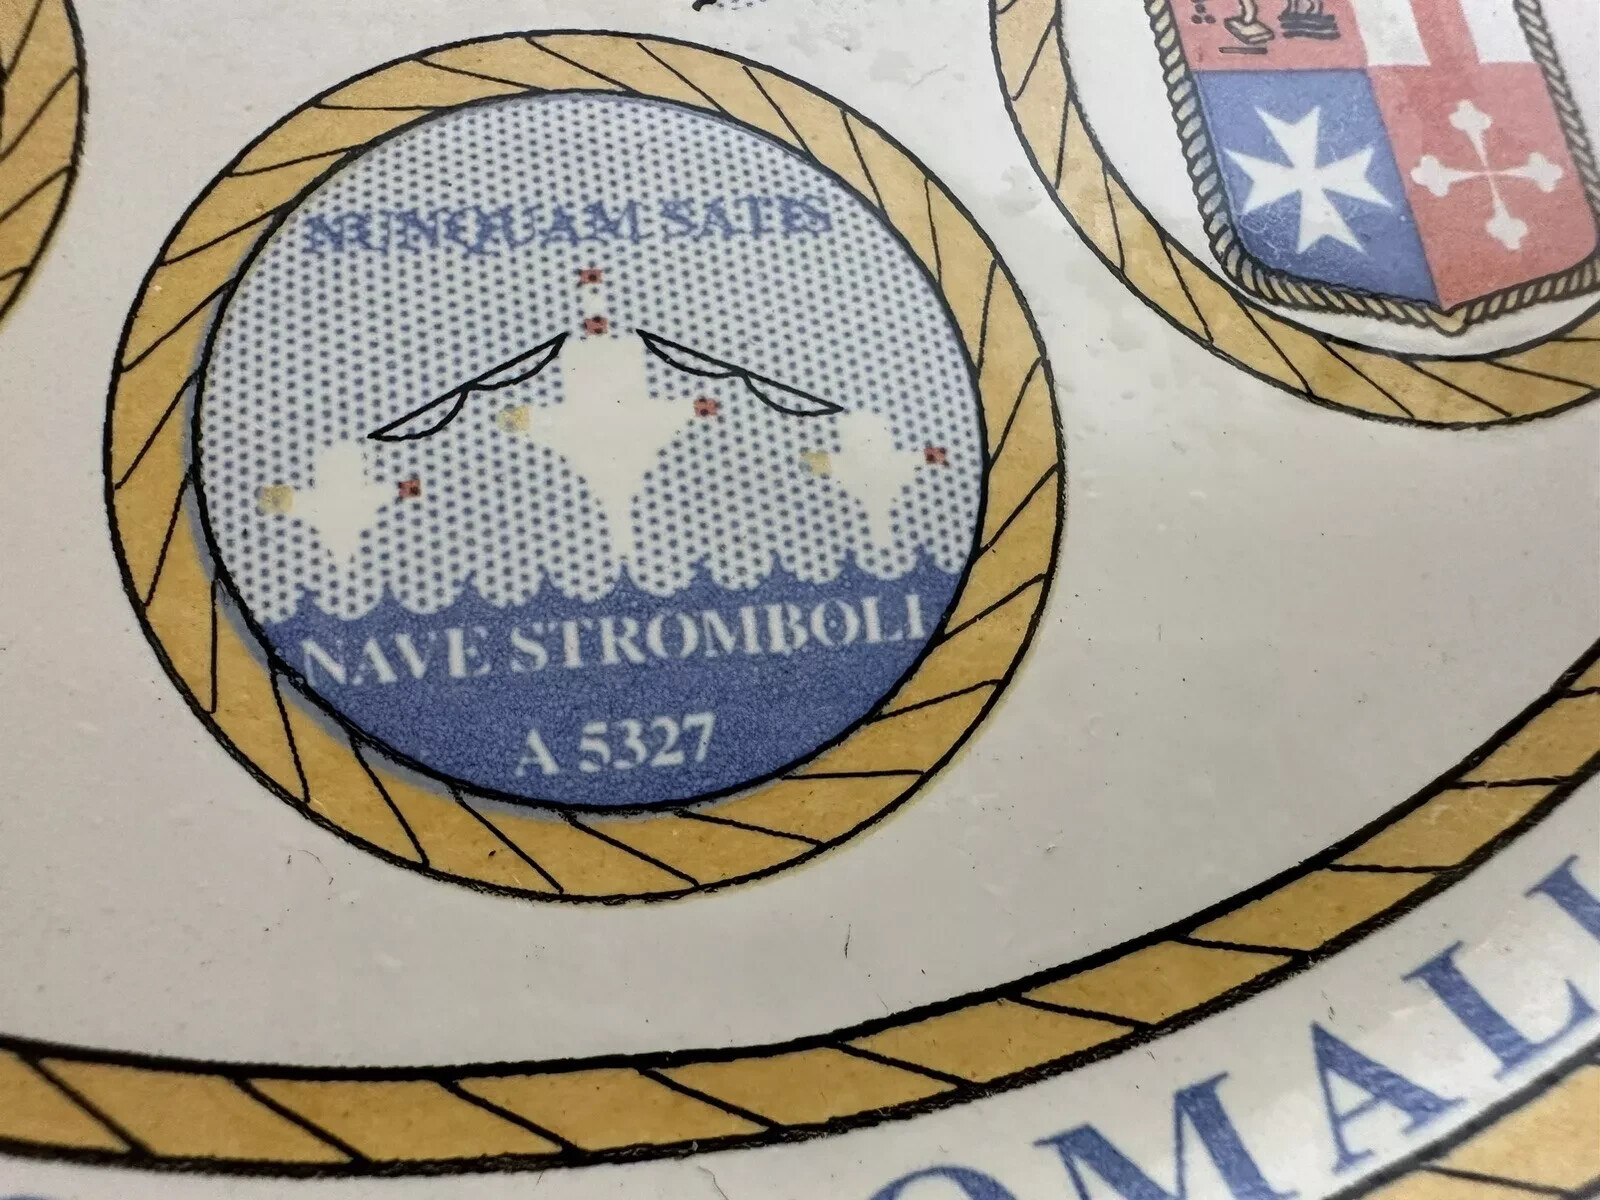 NUNQUAM SATIS
NAVE STROMBOLI
A 5327
OMALI